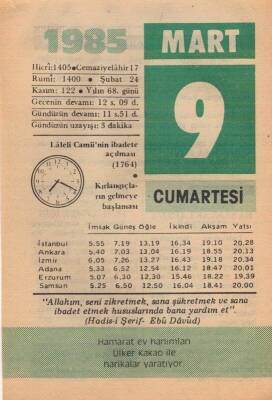 1985
MART
9
CUMARTESİ
Hicrî:1405•Cemaziyelâhir17
Rumî: 1400 • Şubat 24
Kasım: 122 • Yılın 68. günü
Gecenin devamı: 12 s. 09 d.
Gündüzün devamı: 11 s.51 d.
Gündüzün uzayışı: 3 dakika
Lâleli Camii'nin ibadete
açılması
(1764)
•
Kırlangıçla-
rın gelmeye
başlaması
İmsak Güneş Öğle İkindi Akşam Yatsı
İstanbul 5.55 7.19 13.19 16.34 19.10 20.28
Ankara 5.40 7.03 13.04 16.19 18.55 20.13
İzmir 6.05 7.26 13.27 16.43 19.18 20.34
Adana 5.33 6.52 12.54 16.12 18.47 20.01
Erzurum 5.07 6.30 12.30 15.46 18.22 19.39
Samsun 5.25 6.50 12.50 16.04 18.41 20.00
"Allahım, seni zikretmek, sana şükretmek ve sana
ibadet etmek hususlarında bana yardım et".
(Hadis-i Şerif- Ebû Dâvûd)
Hamarat ev hanımları
Ülker Kakao ile
harikalar yaratıyor.